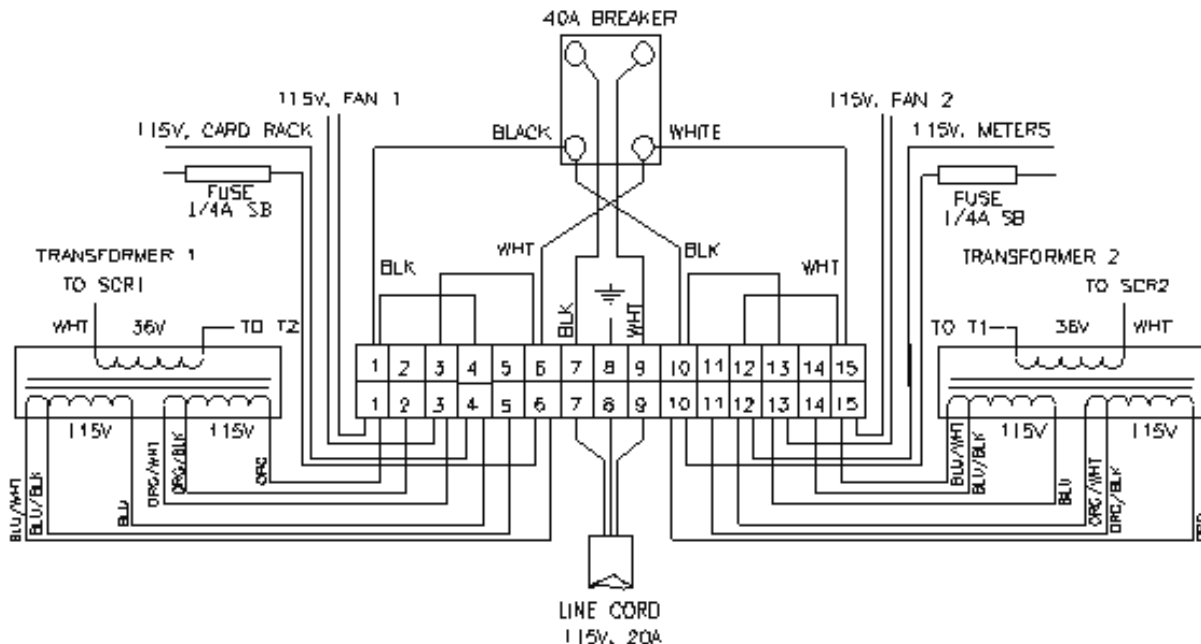 40A BREAKER
115V, FAN 1
115V, FAN 2
115V, CARD RACK
BLACK
WHITE
115V, METERS
FUSE
1/4A SB
FUSE
1/4A SB
TRANSFORMER 1
WHT
BLK
TRANSFORMER 2
TO SCR1
BLK
WHT
TO SCR2
WHT
36V
TO T2
BLK
WHT
TO T1
36V
WHT
1 2 3 4 5 6 7 8 9 10 11 12 13 14 15
1 2 3 4 5 6 7 8 9 10 11 12 13 14 15
115V
115V
115V
115V
BLU/WHT
BLU/BLK
BLU
ORG/WHT
ORG/BLK
ORG
BLU/WHT
BLU/BLK
BLU
ORG/WHT
ORG/BLK
ORG
LINE CORD
115V, 20A